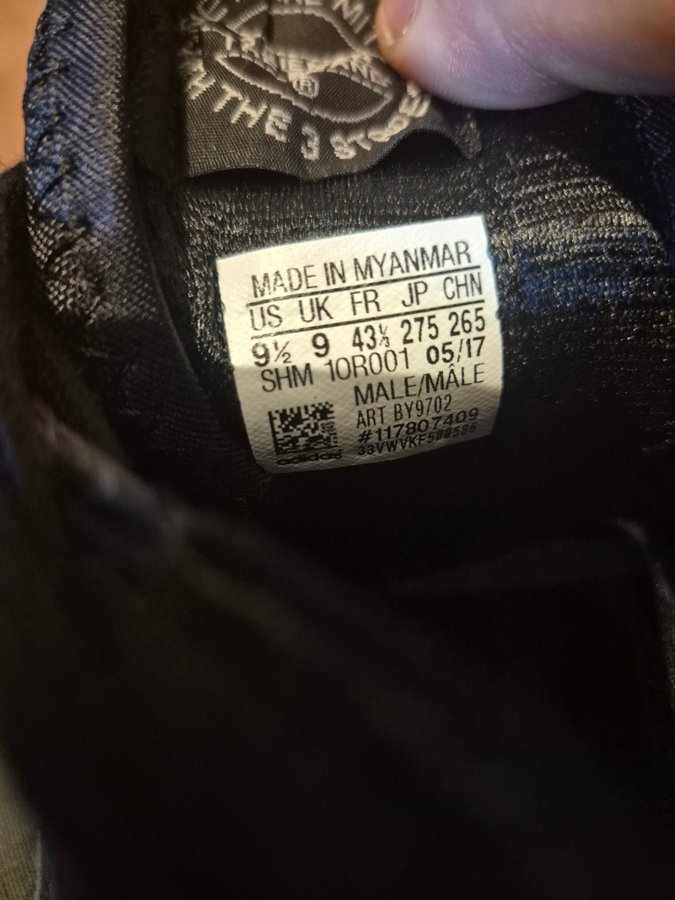 THE 3 STRIPES
MADE IN MYANMAR
US UK FR JP CHN
9½ 9 43⅓ 275 265
SHM 10R001 05/17
MALE/MÂLE
ART BY9702
#117807409
adidas